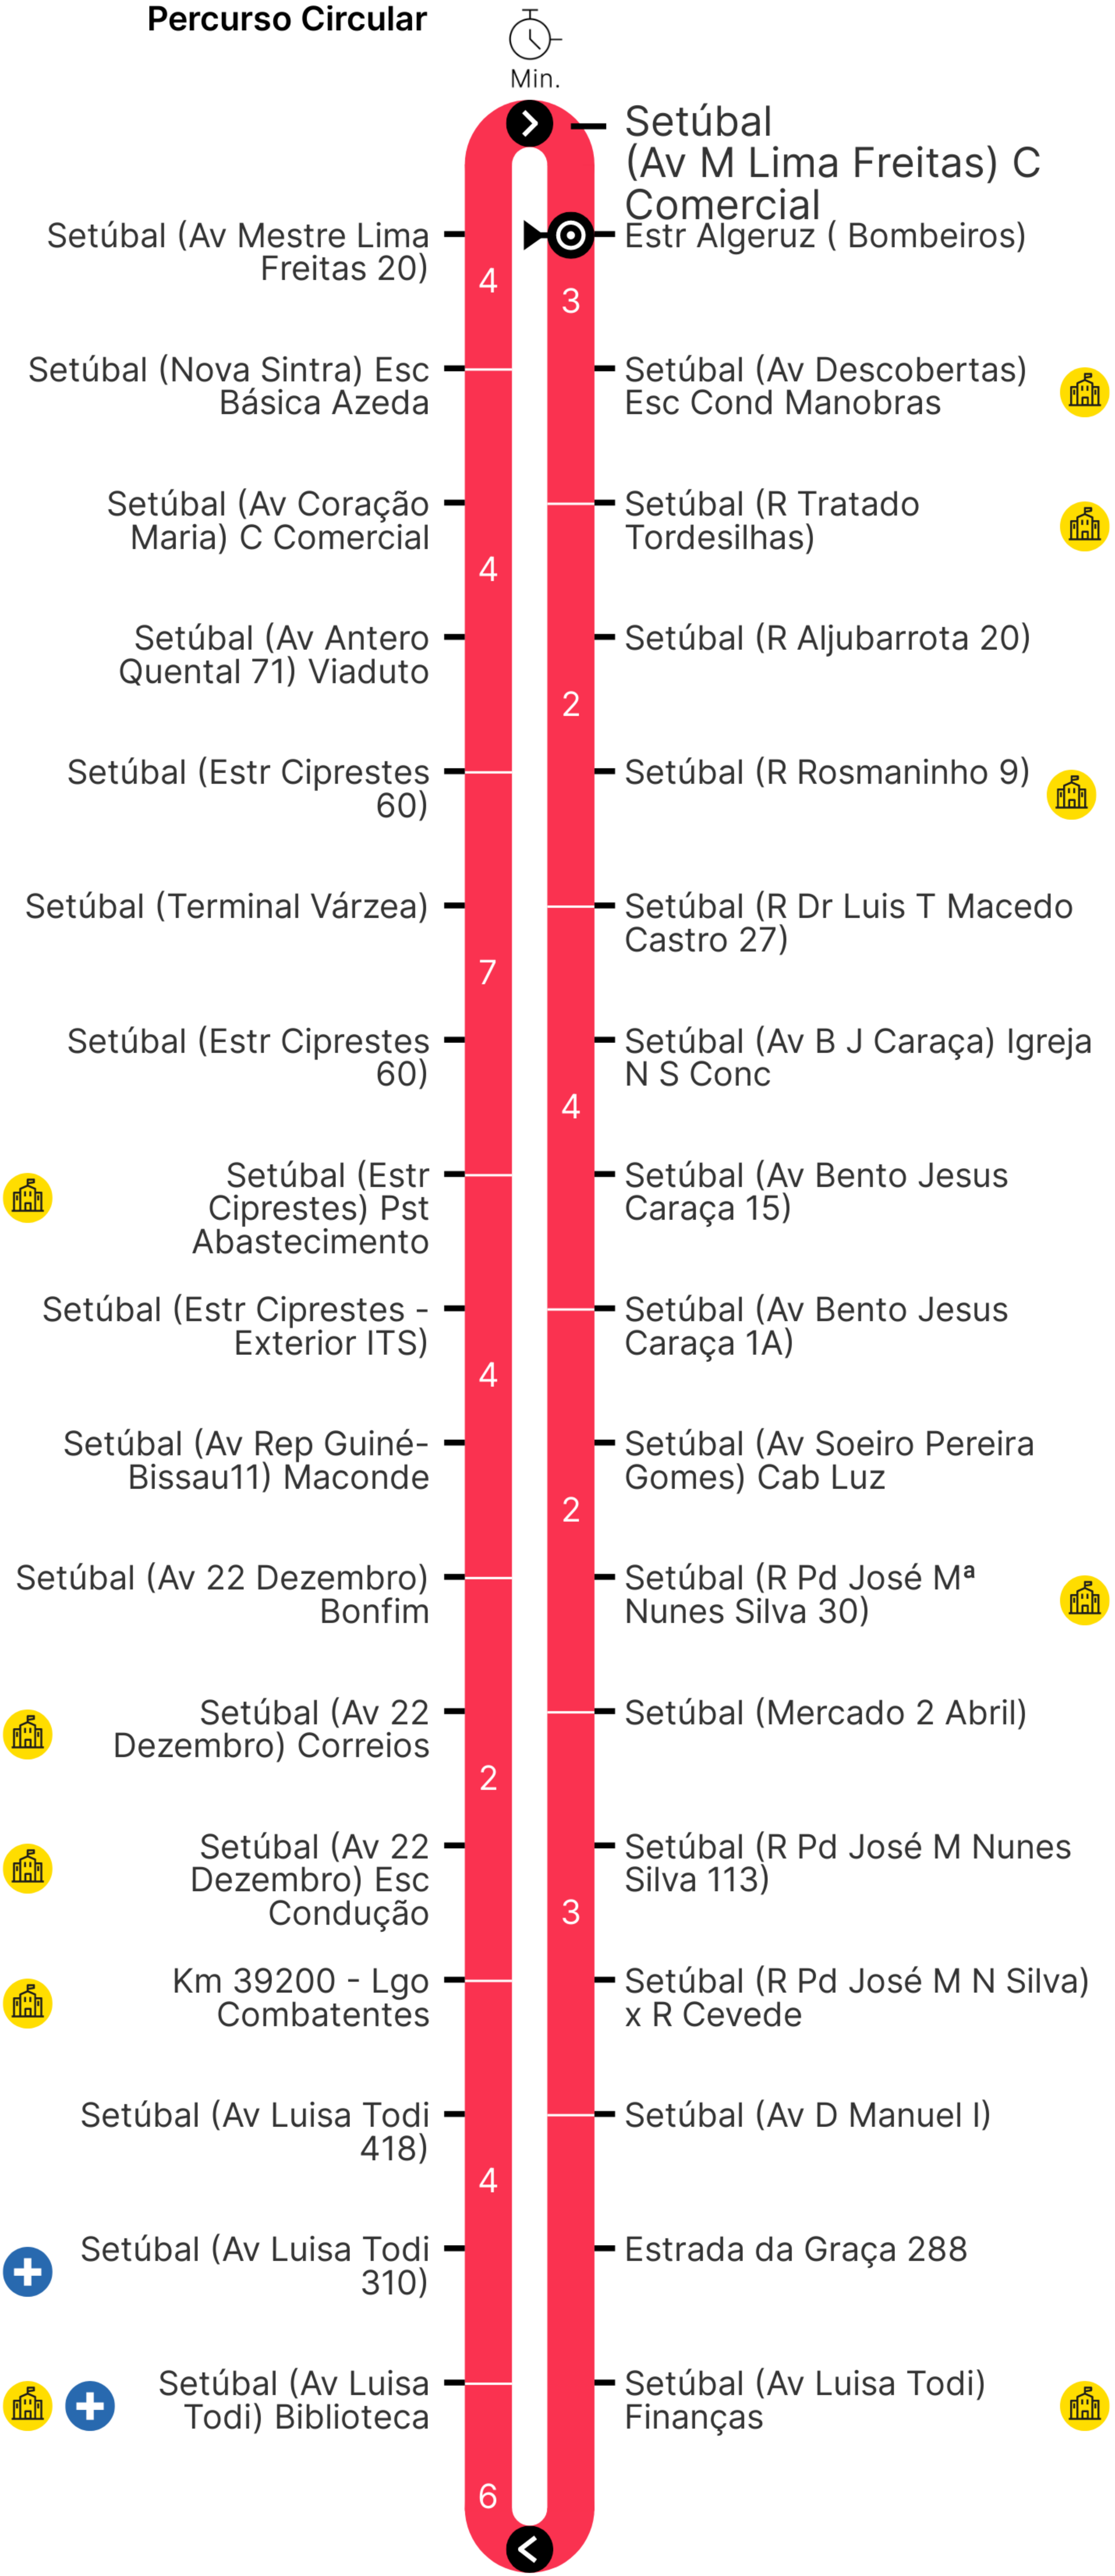 Percurso Circular
Min.
Setúbal
(Av M Lima Freitas) C
Comercial
Estr Algeruz ( Bombeiros)
3
Setúbal (Av Descobertas)
Esc Cond Manobras
Setúbal (R Tratado
Tordesilhas)
Setúbal (R Aljubarrota 20)
2
Setúbal (R Rosmaninho 9)
Setúbal (R Dr Luis T Macedo
Castro 27)
Setúbal (Av B J Caraça) Igreja
N S Conc
4
Setúbal (Av Bento Jesus
Caraça 15)
Setúbal (Av Bento Jesus
Caraça 1A)
Setúbal (Av Soeiro Pereira
Gomes) Cab Luz
2
Setúbal (R Pd José Mª
Nunes Silva 30)
Setúbal (Mercado 2 Abril)
Setúbal (R Pd José M Nunes
Silva 113)
3
Setúbal (R Pd José M N Silva)
x R Cevede
Setúbal (Av D Manuel I)
Estrada da Graça 288
Setúbal (Av Luisa Todi)
Finanças
6
Setúbal (Av Luisa
Todi) Biblioteca
Setúbal (Av Luisa Todi
310)
4
Setúbal (Av Luisa Todi
418)
Km 39200 - Lgo
Combatentes
Setúbal (Av 22
Dezembro) Esc
Condução
2
Setúbal (Av 22
Dezembro) Correios
Setúbal (Av 22 Dezembro)
Bonfim
Setúbal (Av Rep Guiné-
Bissau11) Maconde
4
Setúbal (Estr Ciprestes -
Exterior ITS)
Setúbal (Estr
Ciprestes) Pst
Abastecimento
Setúbal (Estr Ciprestes
60)
7
Setúbal (Terminal Várzea)
Setúbal (Estr Ciprestes
60)
Setúbal (Av Antero
Quental 71) Viaduto
4
Setúbal (Av Coração
Maria) C Comercial
Setúbal (Nova Sintra) Esc
Básica Azeda
4
Setúbal (Av Mestre Lima
Freitas 20)